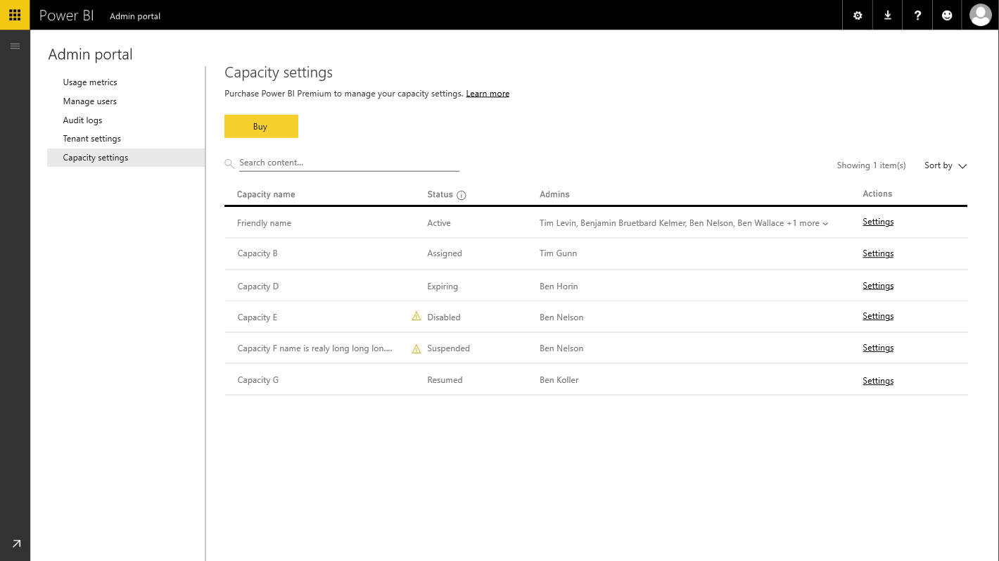 Power BI Admin portal
Admin portal
Usage metrics
Manage users
Audit logs
Tenant settings
Capacity settings
Capacity settings
Purchase Power BI Premium to manage your capacity settings. Learn more
Buy
Search content...
Showing 1 item(s) Sort by
Capacity name Status Admins Actions
Friendly name Active Tim Levin, Benjamin Bruetbard Kelmer, Ben Nelson, Ben Wallace +1 more Settings
Capacity B Assigned Tim Gunn Settings
Capacity D Expiring Ben Horin Settings
Capacity E Disabled Ben Nelson Settings
Capacity F name is realy long long lon.... Suspended Ben Nelson Settings
Capacity G Resumed Ben Koller Settings